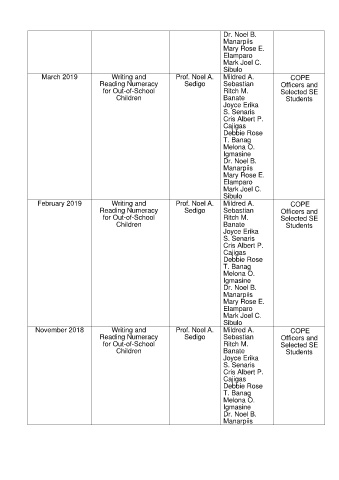 Dr. Noel B.
Manarpiis
Mary Rose E.
Elamparo
Mark Joel C.
Sibulo
March 2019
Writing and
Reading Numeracy
for Out-of-School
Children
Prof. Noel A.
Sedigo
Mildred A.
Sebastian
Ritch M.
Banate
Joyce Erika
S. Senaris
Cris Albert P.
Cajigas
Debbie Rose
T. Banag
Melona O.
Igmasine
Dr. Noel B.
Manarpiis
Mary Rose E.
Elamparo
Mark Joel C.
Sibulo
COPE
Officers and
Selected SE
Students
February 2019
Writing and
Reading Numeracy
for Out-of-School
Children
Prof. Noel A.
Sedigo
Mildred A.
Sebastian
Ritch M.
Banate
Joyce Erika
S. Senaris
Cris Albert P.
Cajigas
Debbie Rose
T. Banag
Melona O.
Igmasine
Dr. Noel B.
Manarpiis
Mary Rose E.
Elamparo
Mark Joel C.
Sibulo
COPE
Officers and
Selected SE
Students
November 2018
Writing and
Reading Numeracy
for Out-of-School
Children
Prof. Noel A.
Sedigo
Mildred A.
Sebastian
Ritch M.
Banate
Joyce Erika
S. Senaris
Cris Albert P.
Cajigas
Debbie Rose
T. Banag
Melona O.
Igmasine
Dr. Noel B.
Manarpiis
COPE
Officers and
Selected SE
Students